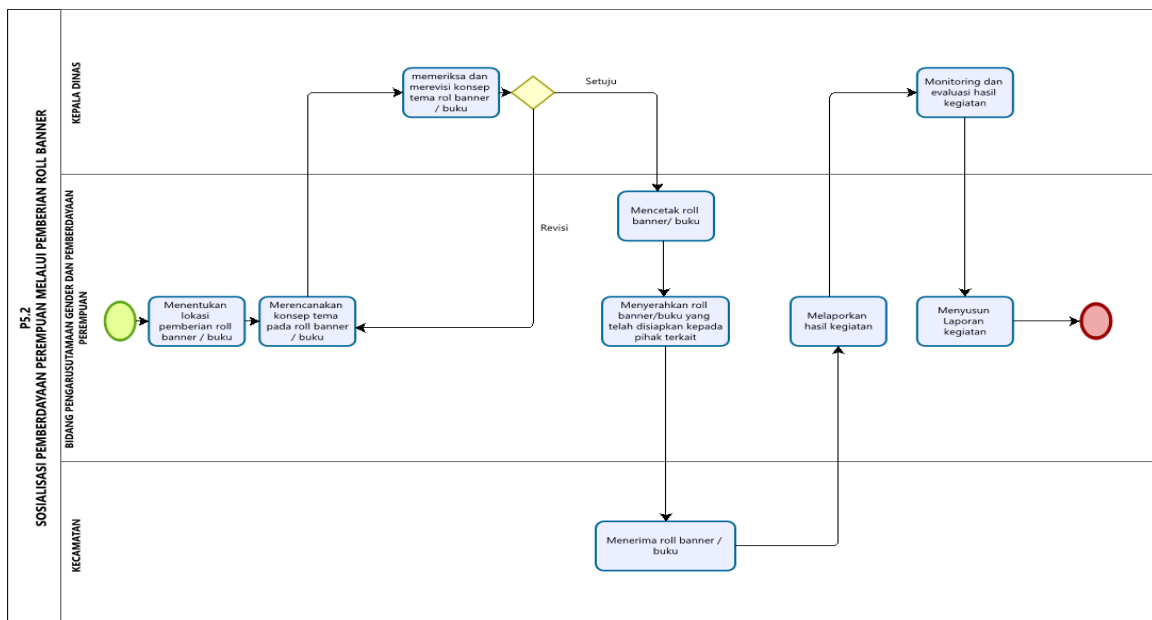 P5.2
SOSIALISASI PEMBERDAYAAN PEREMPUAN MELALUI PEMBERIAN ROLL BANNER
KEPALA DINAS
memeriksa dan
merevisi konsep
tema rol banner
/ buku
Setuju
Monitoring dan
evaluasi hasil
kegiatan
BIDANG PENGARUSUTAMAAN GENDER DAN PEMBERDAYAAN
PEREMPUAN
Menentukan
lokasi
pemberian roll
banner / buku
Merencanakan
konsep tema
pada roll banner
/ buku
Revisi
Mencetak roll
banner/ buku
Menyerahkan roll
banner/buku yang
telah disiapkan kepada
pihak terkait
Melaporkan
hasil kegiatan
Menyusun
Laporan
kegiatan
KECAMATAN
Menerima roll banner /
buku